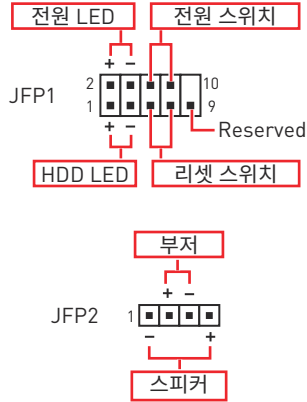 전원 LED 전원 스위치
+ −
2 10
JFP1
1 9
+ −
Reserved
HDD LED 리셋 스위치
부저
+ −
JFP2 1
− +
스피커